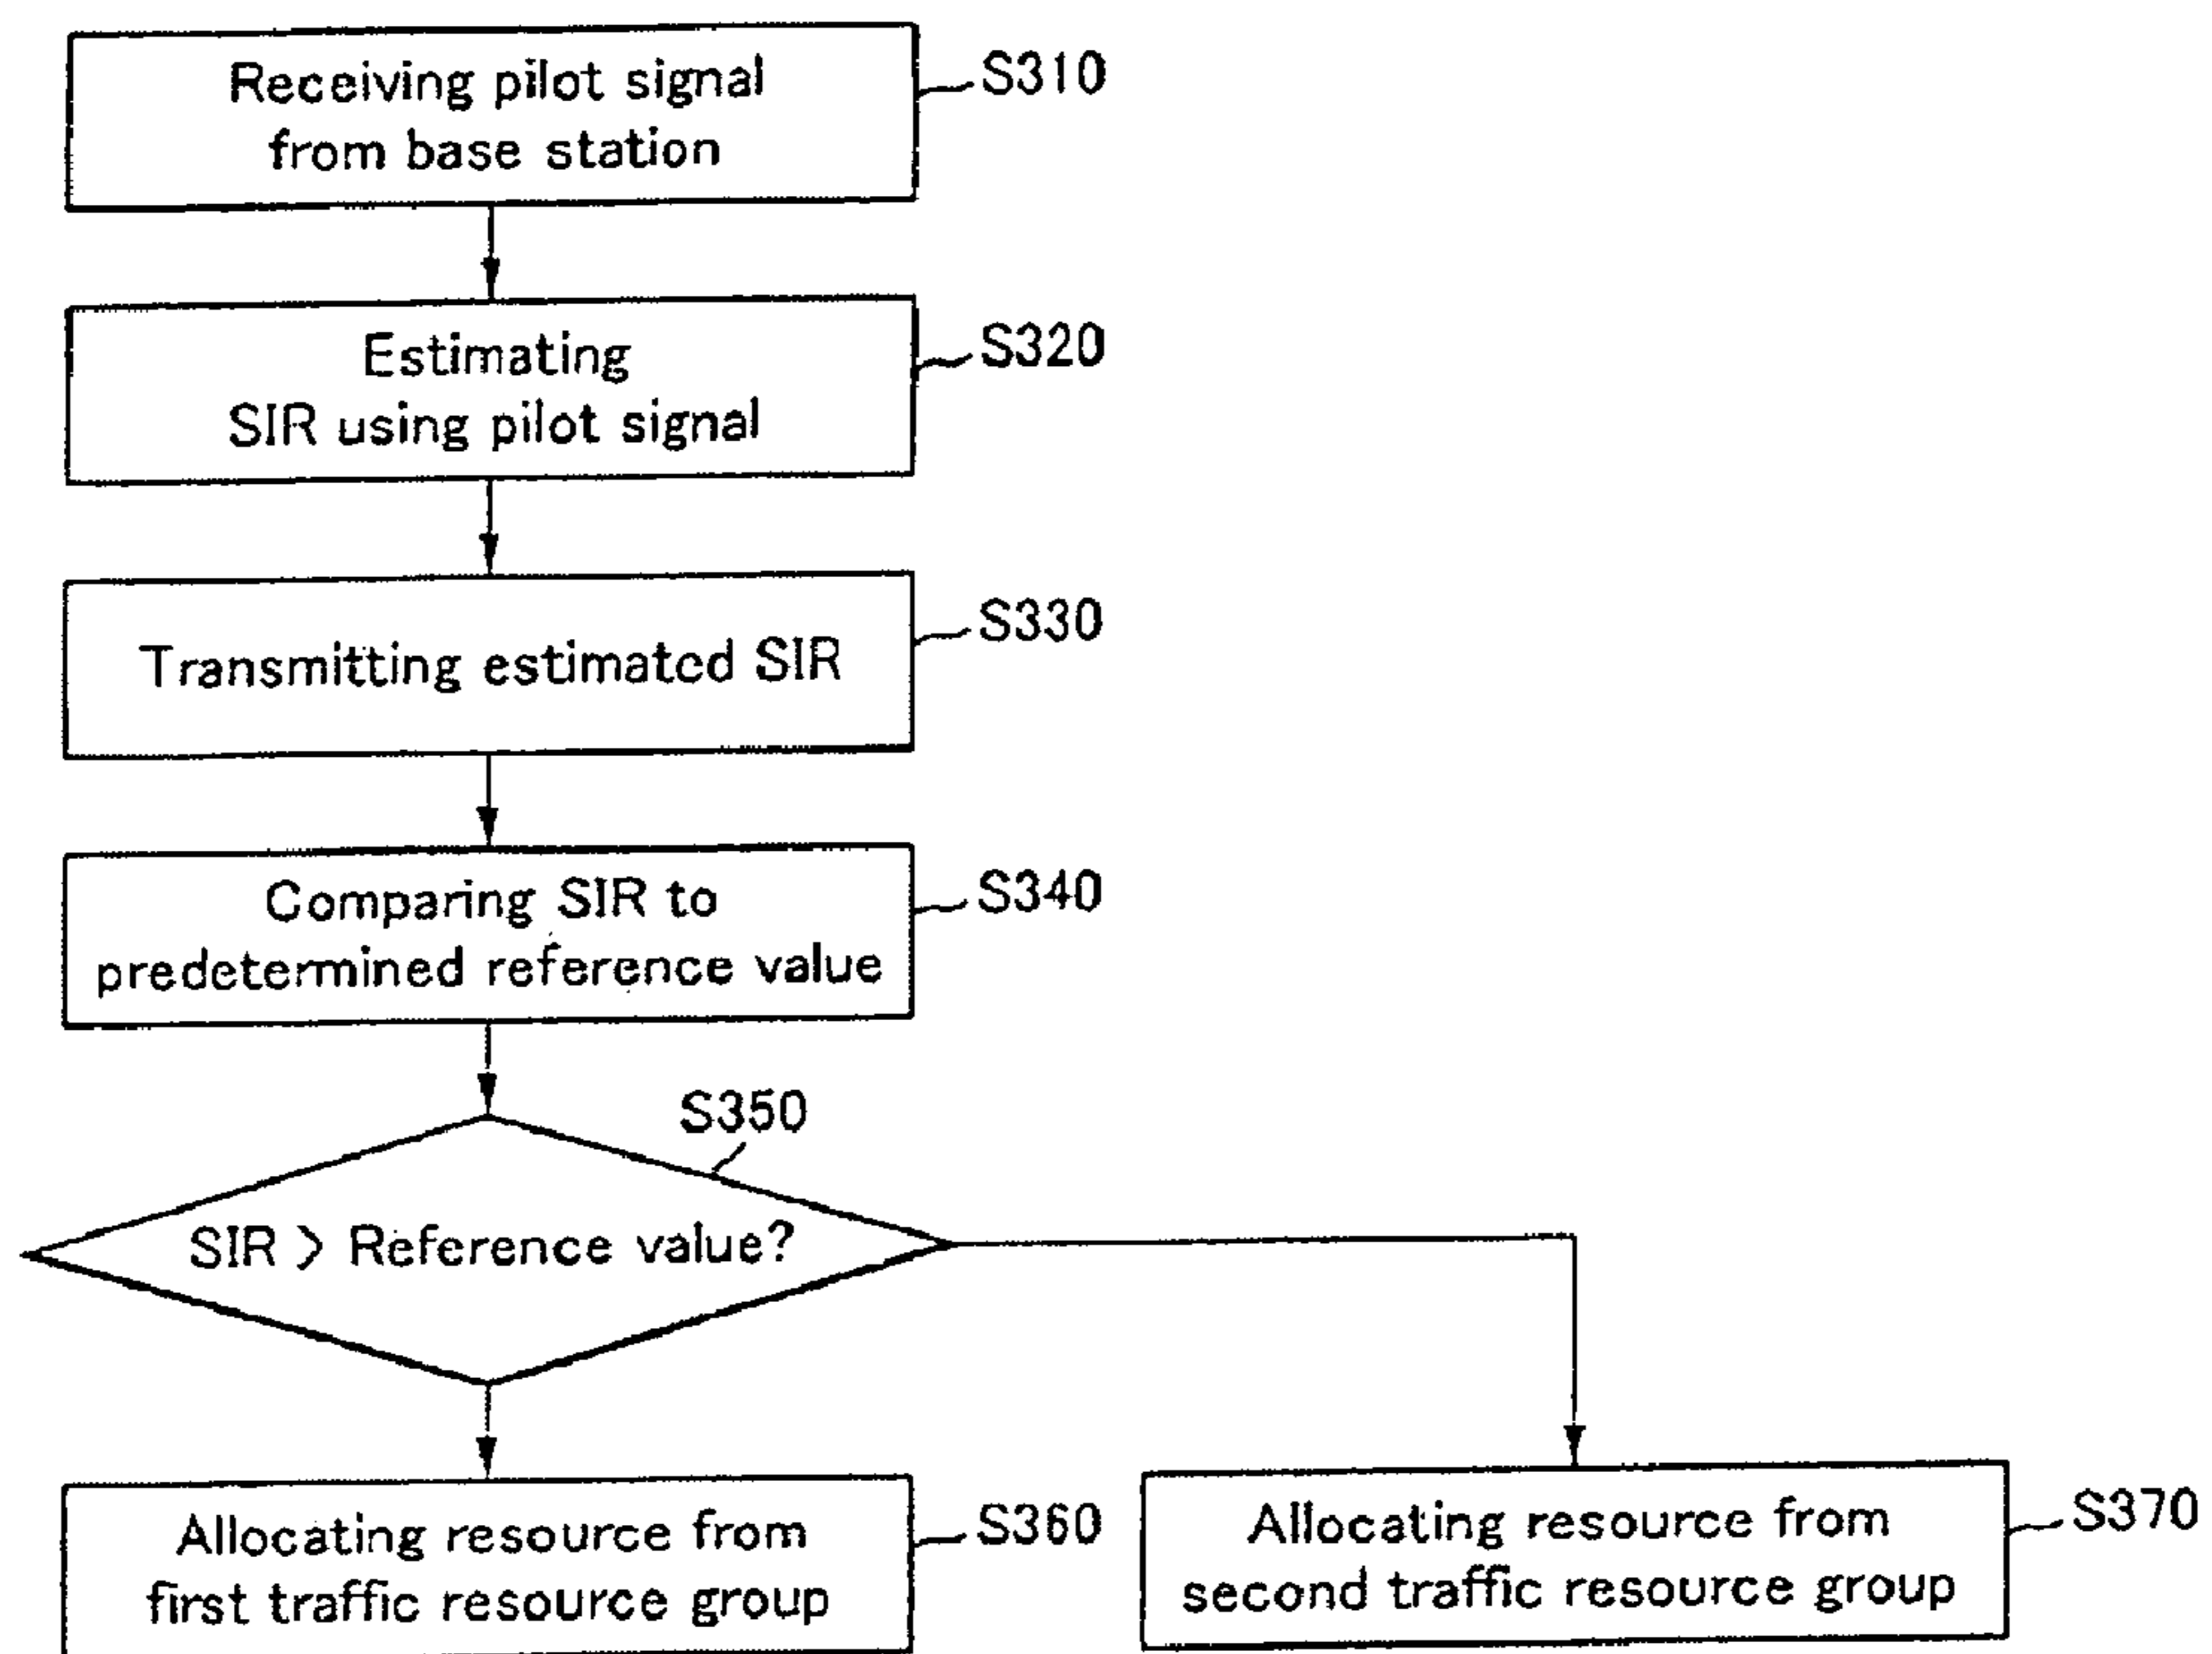 Receiving pilot signal
from base station
S310
Estimating
SIR using pilot signal
S320
Transmitting estimated SIR
S330
Comparing SIR to
predetermined reference value
S340
S350
SIR > Reference value?
Allocating resource from
first traffic resource group
S360
Allocating resource from
second traffic resource group
S370